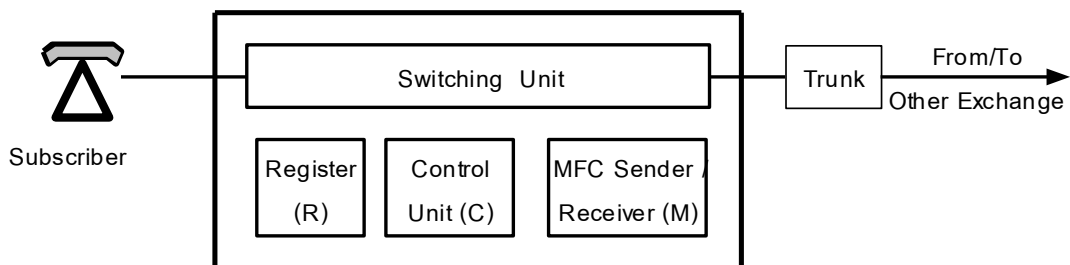 Subscriber
Switching Unit
Register
(R)
Control
Unit (C)
MFC Sender /
Receiver (M)
Trunk
From/To
Other Exchange